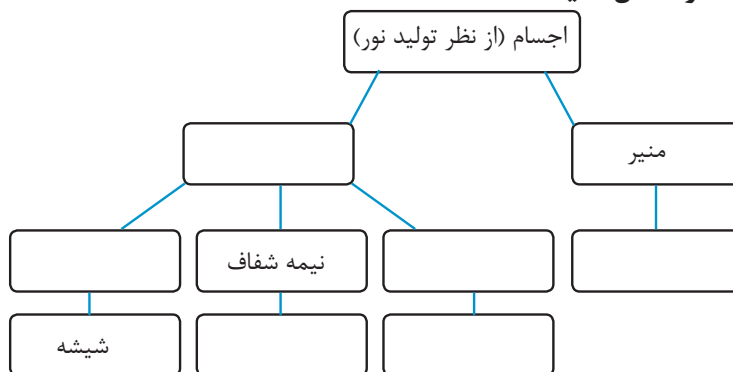 اجسام (از نظر تولید نور)
منیر
نیمه شفاف
شیشه